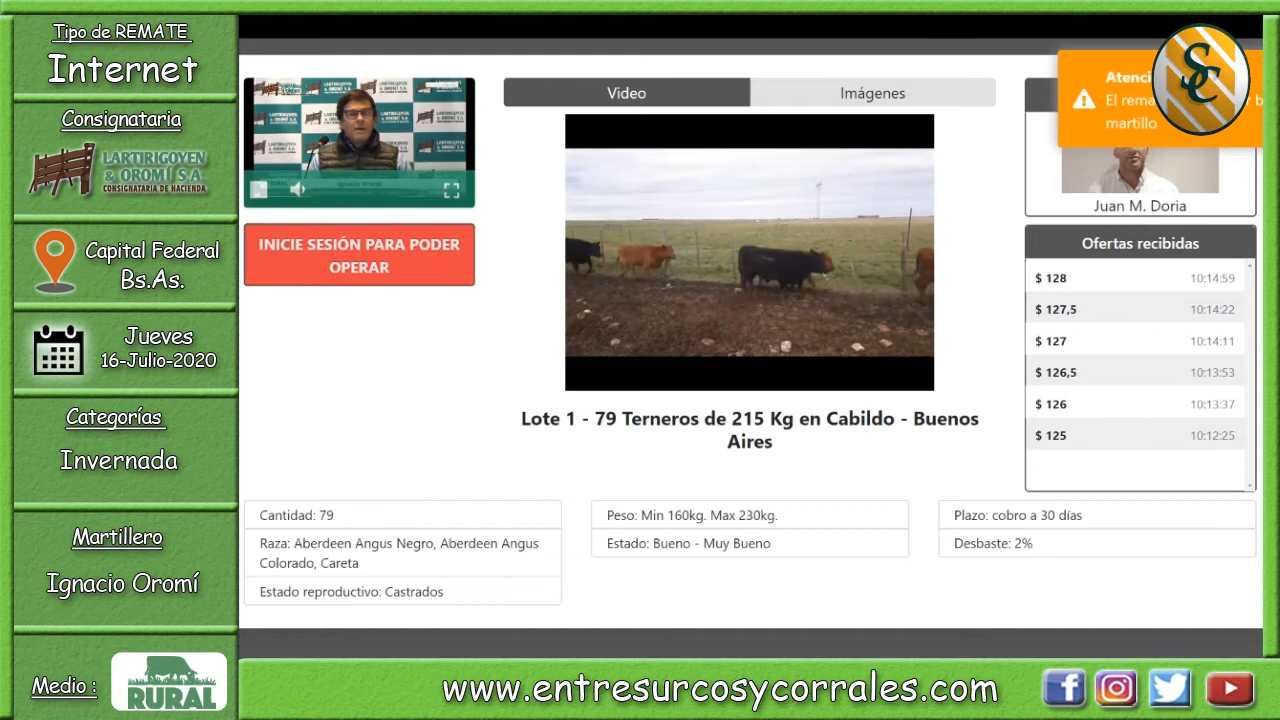 Tipo de REMATE
Internet
Consignataria
LARTIRIGOYEN
& OROMÍ S.A.
CONSIGNATARIA DE HACIENDA
Capital Federal
Bs.As.
Jueves
16-Julio-2020
Categorías
Invernada
Martillero
Ignacio Oromí
Medio :
RURAL
INICIE SESIÓN PARA PODER
OPERAR
Video
Imágenes
Lote 1 - 79 Terneros de 215 Kg en Cabildo - Buenos
Aires
Cantidad: 79
Raza: Aberdeen Angus Negro, Aberdeen Angus
Colorado, Careta
Estado reproductivo: Castrados
Peso: Min 160kg. Max 230kg.
Estado: Bueno - Muy Bueno
Plazo: cobro a 30 días
Desbaste: 2%
SC
El
martillo
Juan M. Doria
Ofertas recibidas
$ 128 10:14:59
$ 127,5 10:14:22
$ 127 10:14:11
$ 126,5 10:13:53
$ 126 10:13:37
$ 125 10:12:25
www.entresurcosycorrales.com